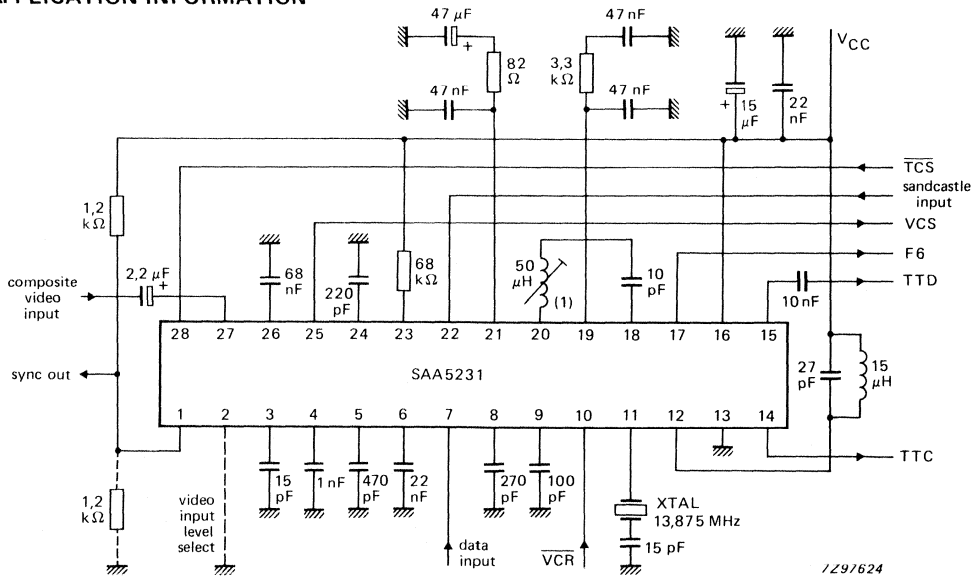 APPLICATION INFORMATION
47 µF
+
82
Ω
47 nF
47 nF
3,3
kΩ
47 nF
+ 15
µF
22
nF
VCC
1,2
kΩ
TCS
sandcastle
input
VCS
F6
TTD
10 nF
composite
video
input
2,2 µF
+
68
nF
220
pF
68
kΩ
50
µH
(1)
10
pF
28 27 26 25 24 23 22 21 20 19 18 17 16 15
sync out
SAA5231
27
pF
15
µH
1 2 3 4 5 6 7 8 9 10 11 12 13 14
TTC
1,2
kΩ
video
input
level
select
15
pF
1 nF
470
pF
22
nF
data
input
270
pF
100
pF
VCR
XTAL
13,875 MHz
15 pF
7Z97624